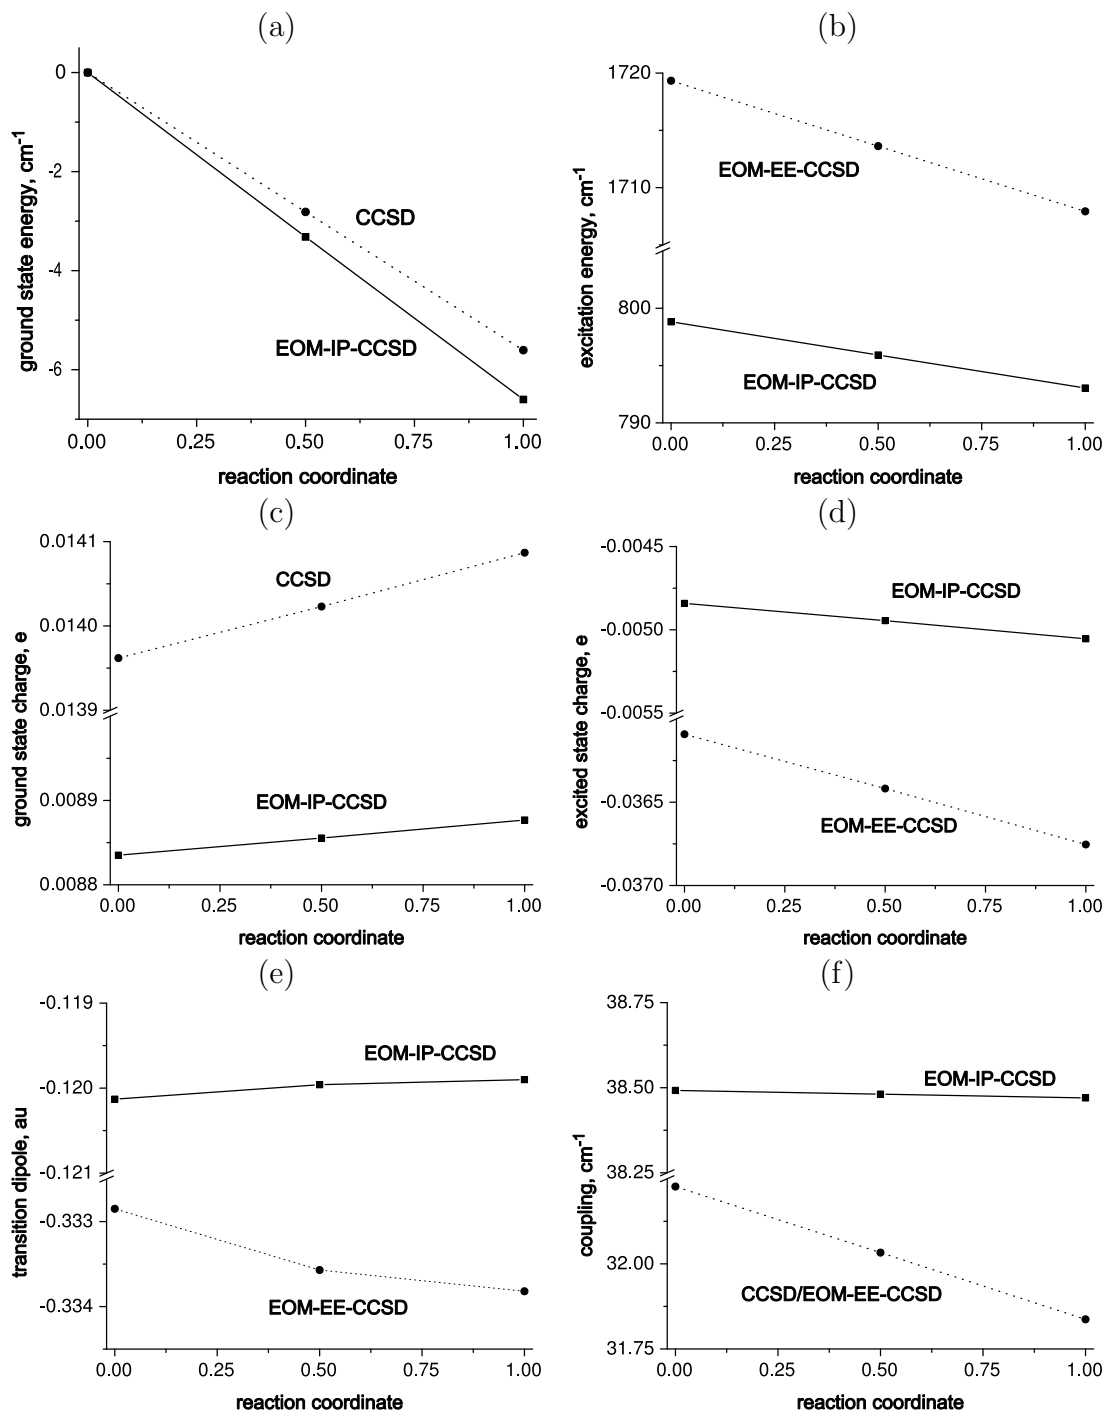 (a)
0
-2
-4
-6
ground state energy, cm-1
CCSD
EOM-IP-CCSD
0.00 0.25 0.50 0.75 1.00
reaction coordinate
(b)
1720
1710
800
790
excitation energy, cm-1
EOM-EE-CCSD
EOM-IP-CCSD
0.00 0.25 0.50 0.75 1.00
reaction coordinate
(c)
0.0141
0.0140
0.0139
0.0089
0.0088
ground state charge, e
CCSD
EOM-IP-CCSD
0.00 0.25 0.50 0.75 1.00
reaction coordinate
(d)
-0.0045
-0.0050
-0.0055
-0.0365
-0.0370
excited state charge, e
EOM-IP-CCSD
EOM-EE-CCSD
0.00 0.25 0.50 0.75 1.00
reaction coordinate
(e)
-0.119
-0.120
-0.121
-0.333
-0.334
transition dipole, au
EOM-IP-CCSD
EOM-EE-CCSD
0.00 0.25 0.50 0.75 1.00
reaction coordinate
(f)
38.75
38.50
38.25
32.00
31.75
coupling, cm-1
EOM-IP-CCSD
CCSD/EOM-EE-CCSD
0.00 0.25 0.50 0.75 1.00
reaction coordinate